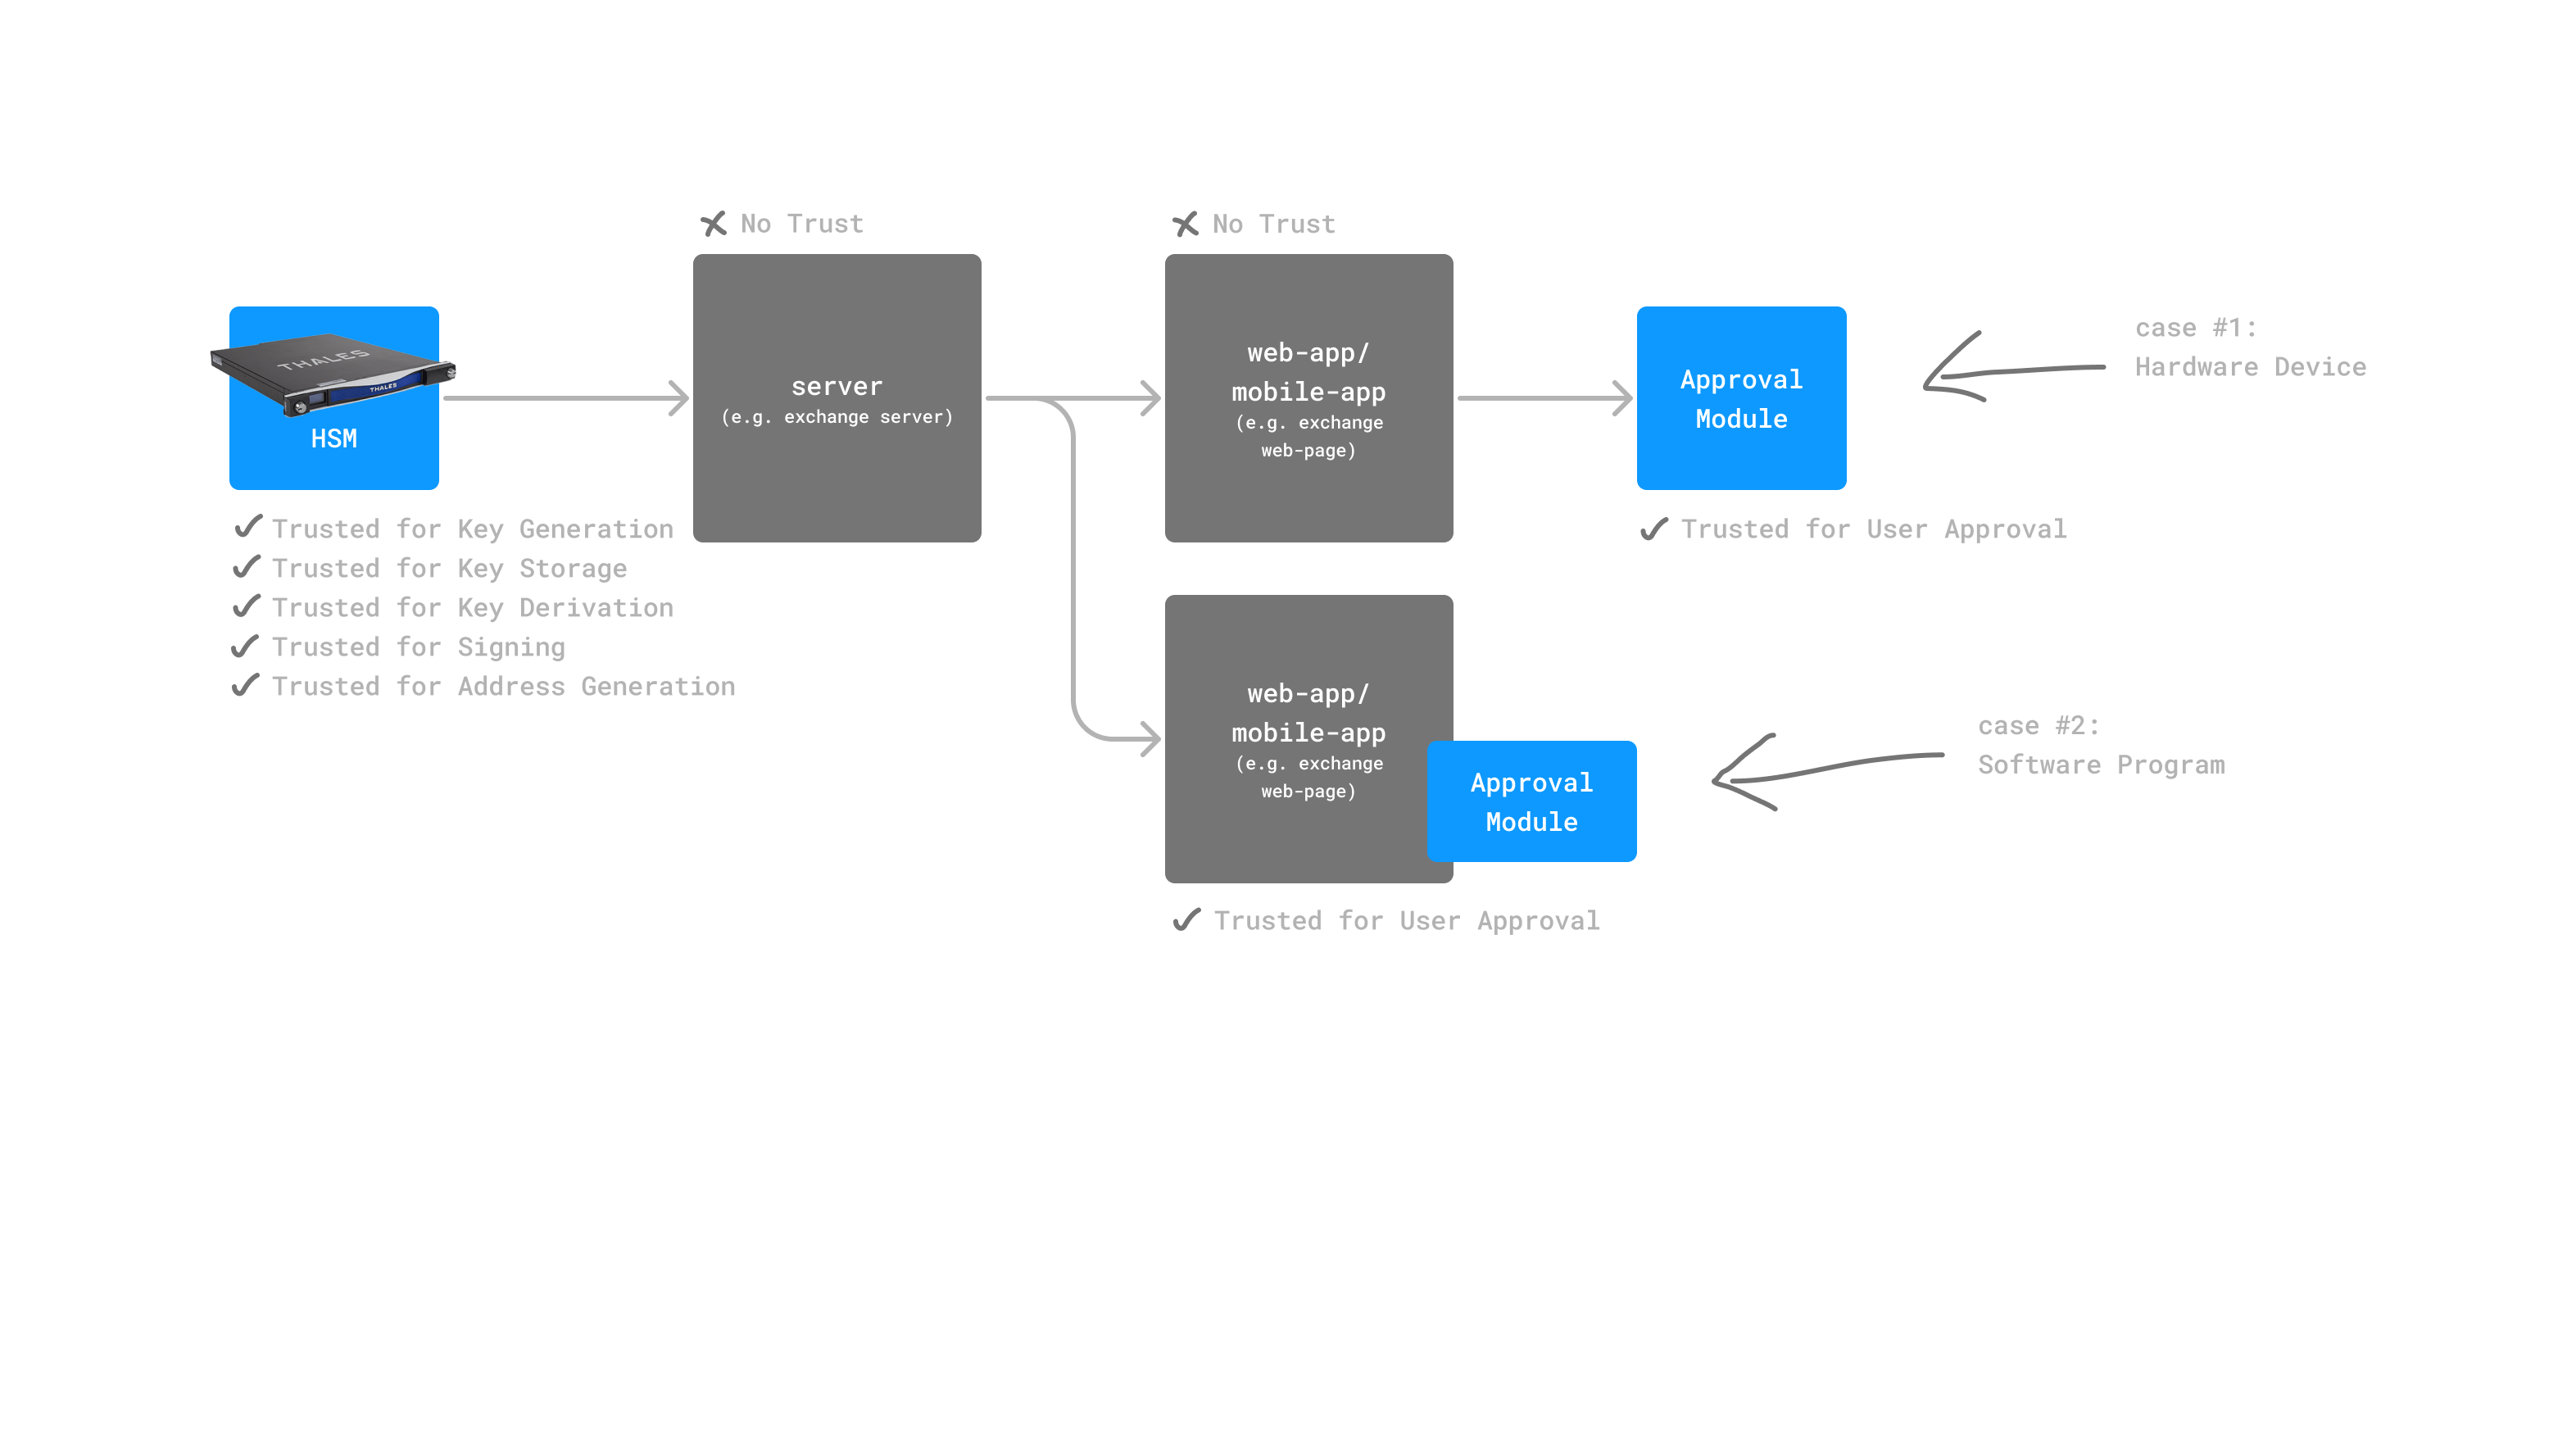 No Trust
No Trust
THALES
THALES
HSM
server
(e.g. exchange server)
web-app/
mobile-app
(e.g. exchange
web-page)
Approval
Module
case #1:
Hardware Device
Trusted for Key Generation
Trusted for Key Storage
Trusted for Key Derivation
Trusted for Signing
Trusted for Address Generation
Trusted for User Approval
web-app/
mobile-app
(e.g. exchange
web-page)
Approval
Module
case #2:
Software Program
Trusted for User Approval